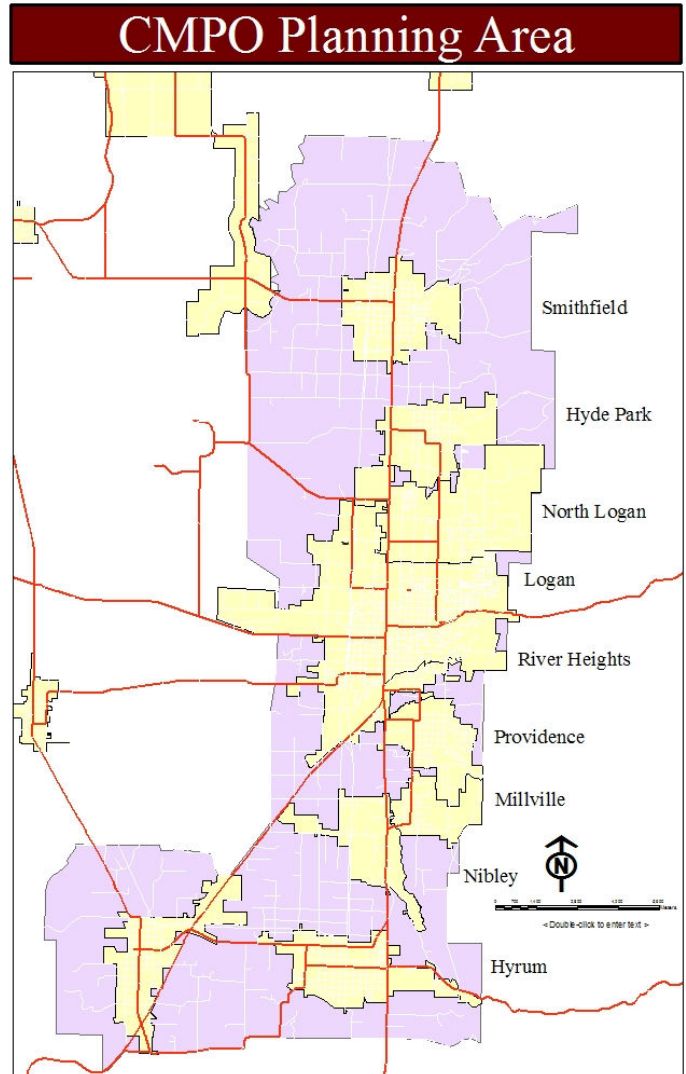 CMPO Planning Area
Smithfield
Hyde Park
North Logan
Logan
River Heights
Providence
Millville
Nibley
N
< Double-click to enter text >
Hyrum